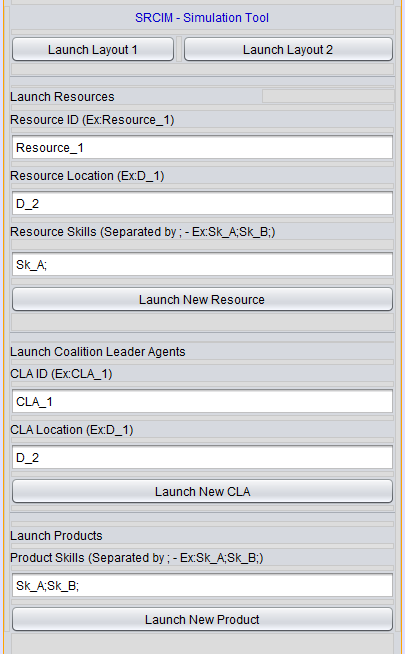 SRCIM - Simulation Tool
Launch Layout 1 Launch Layout 2
Launch Resources
Resource ID (Ex:Resource_1)
Resource_1
Resource Location (Ex:D_1)
D_2
Resource Skills (Separated by ; - Ex:Sk_A;Sk_B;)
Sk_A;
Launch New Resource
Launch Coalition Leader Agents
CLA ID (Ex:CLA_1)
CLA_1
CLA Location (Ex:D_1)
D_2
Launch New CLA
Launch Products
Product Skills (Separated by ; - Ex:Sk_A;Sk_B;)
Sk_A;Sk_B;
Launch New Product